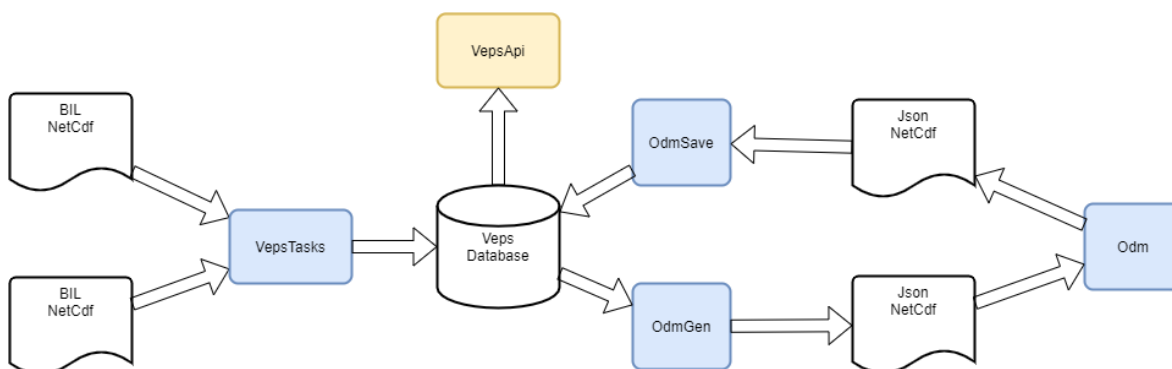 VepsApi
BIL
NetCdf
OdmSave
Json
NetCdf
VepsTasks
Veps
Database
Odm
BIL
NetCdf
OdmGen
Json
NetCdf